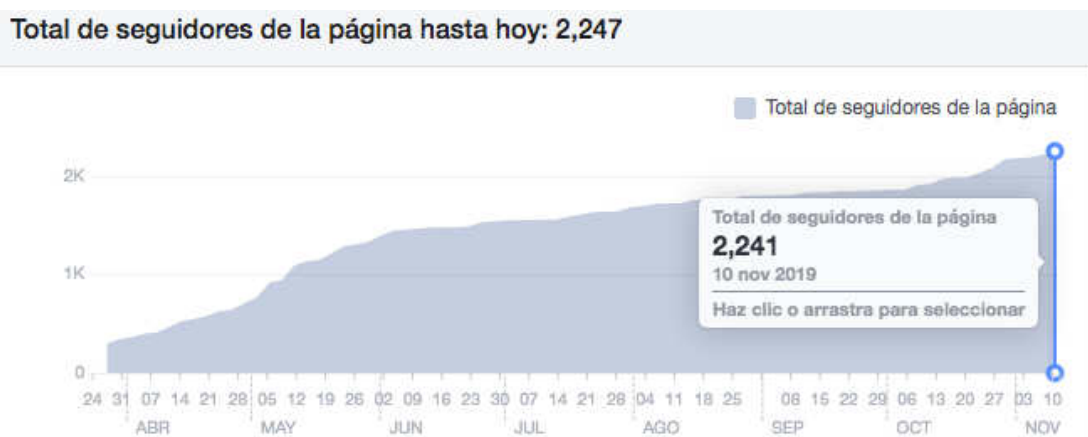 Total de seguidores de la página hasta hoy: 2,247
Total de seguidores de la página
2K
1K
0
Total de seguidores de la página
2,241
10 nov 2019
Haz clic o arrastra para seleccionar
24 31 07 14 21 28 05 12 19 26 02 09 16 23 30 07 14 21 28 04 11 18 25 08 15 22 29 06 13 20 27 03 10
ABR MAY JUN JUL AGO SEP OCT NOV